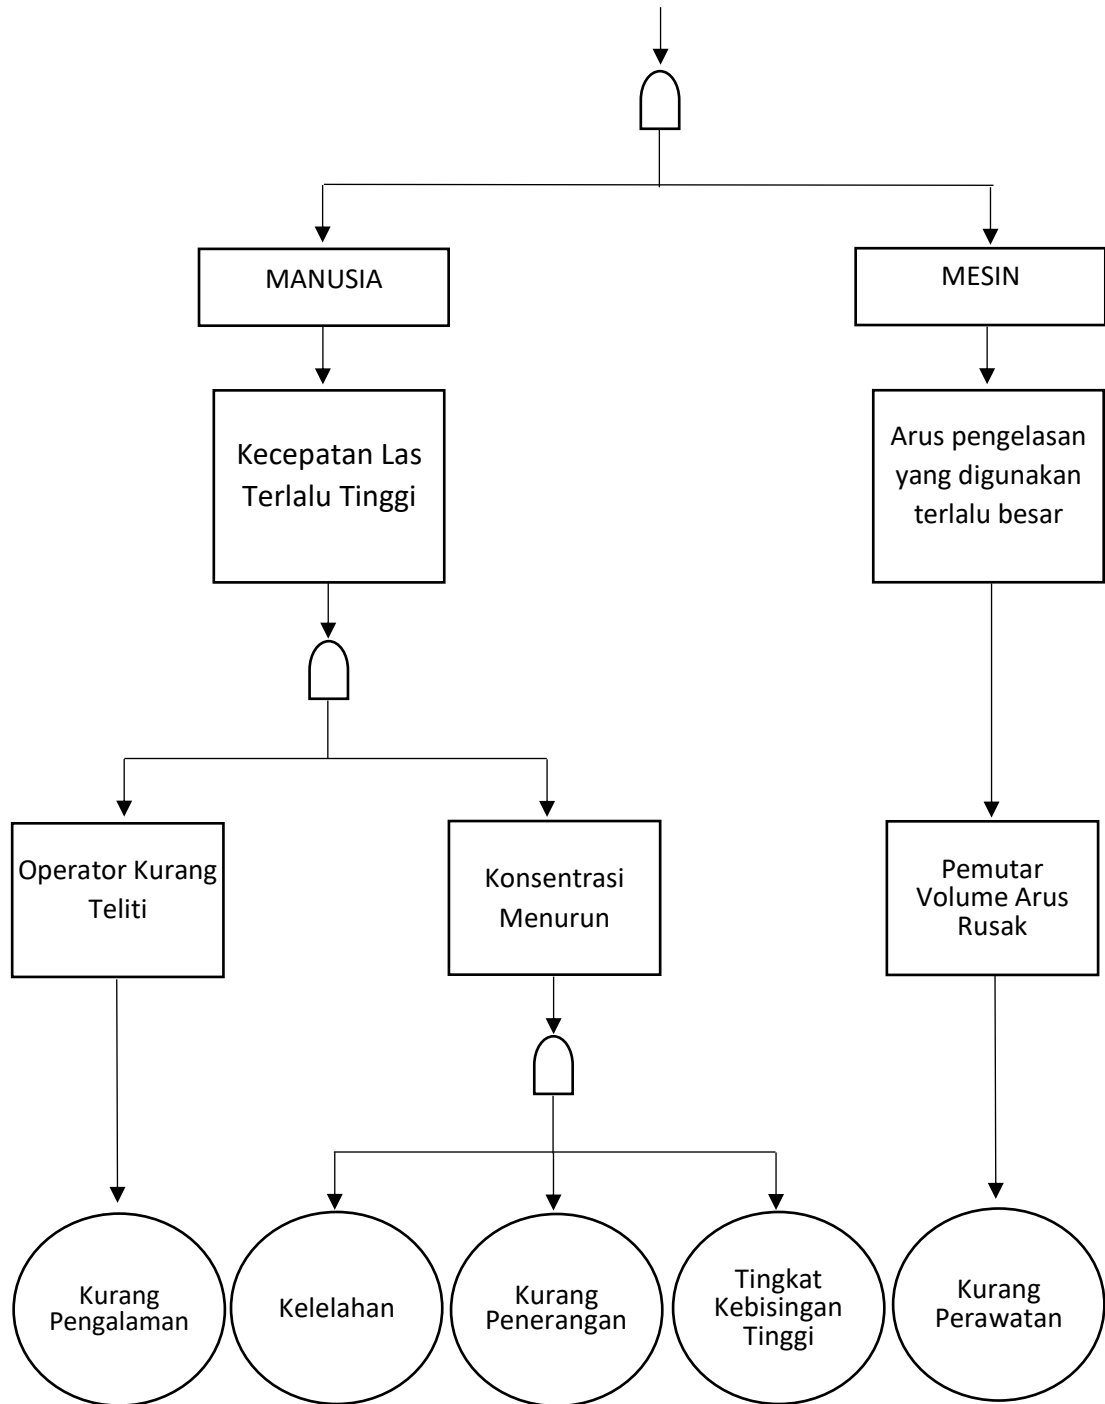 MANUSIA
MESIN
Kecepatan Las
Terlalu Tinggi
Arus pengelasan
yang digunakan
terlalu besar
Operator Kurang
Teliti
Konsentrasi
Menurun
Pemutar
Volume Arus
Rusak
Kurang
Pengalaman
Kelelahan
Kurang
Penerangan
Tingkat
Kebisingan
Tinggi
Kurang
Perawatan